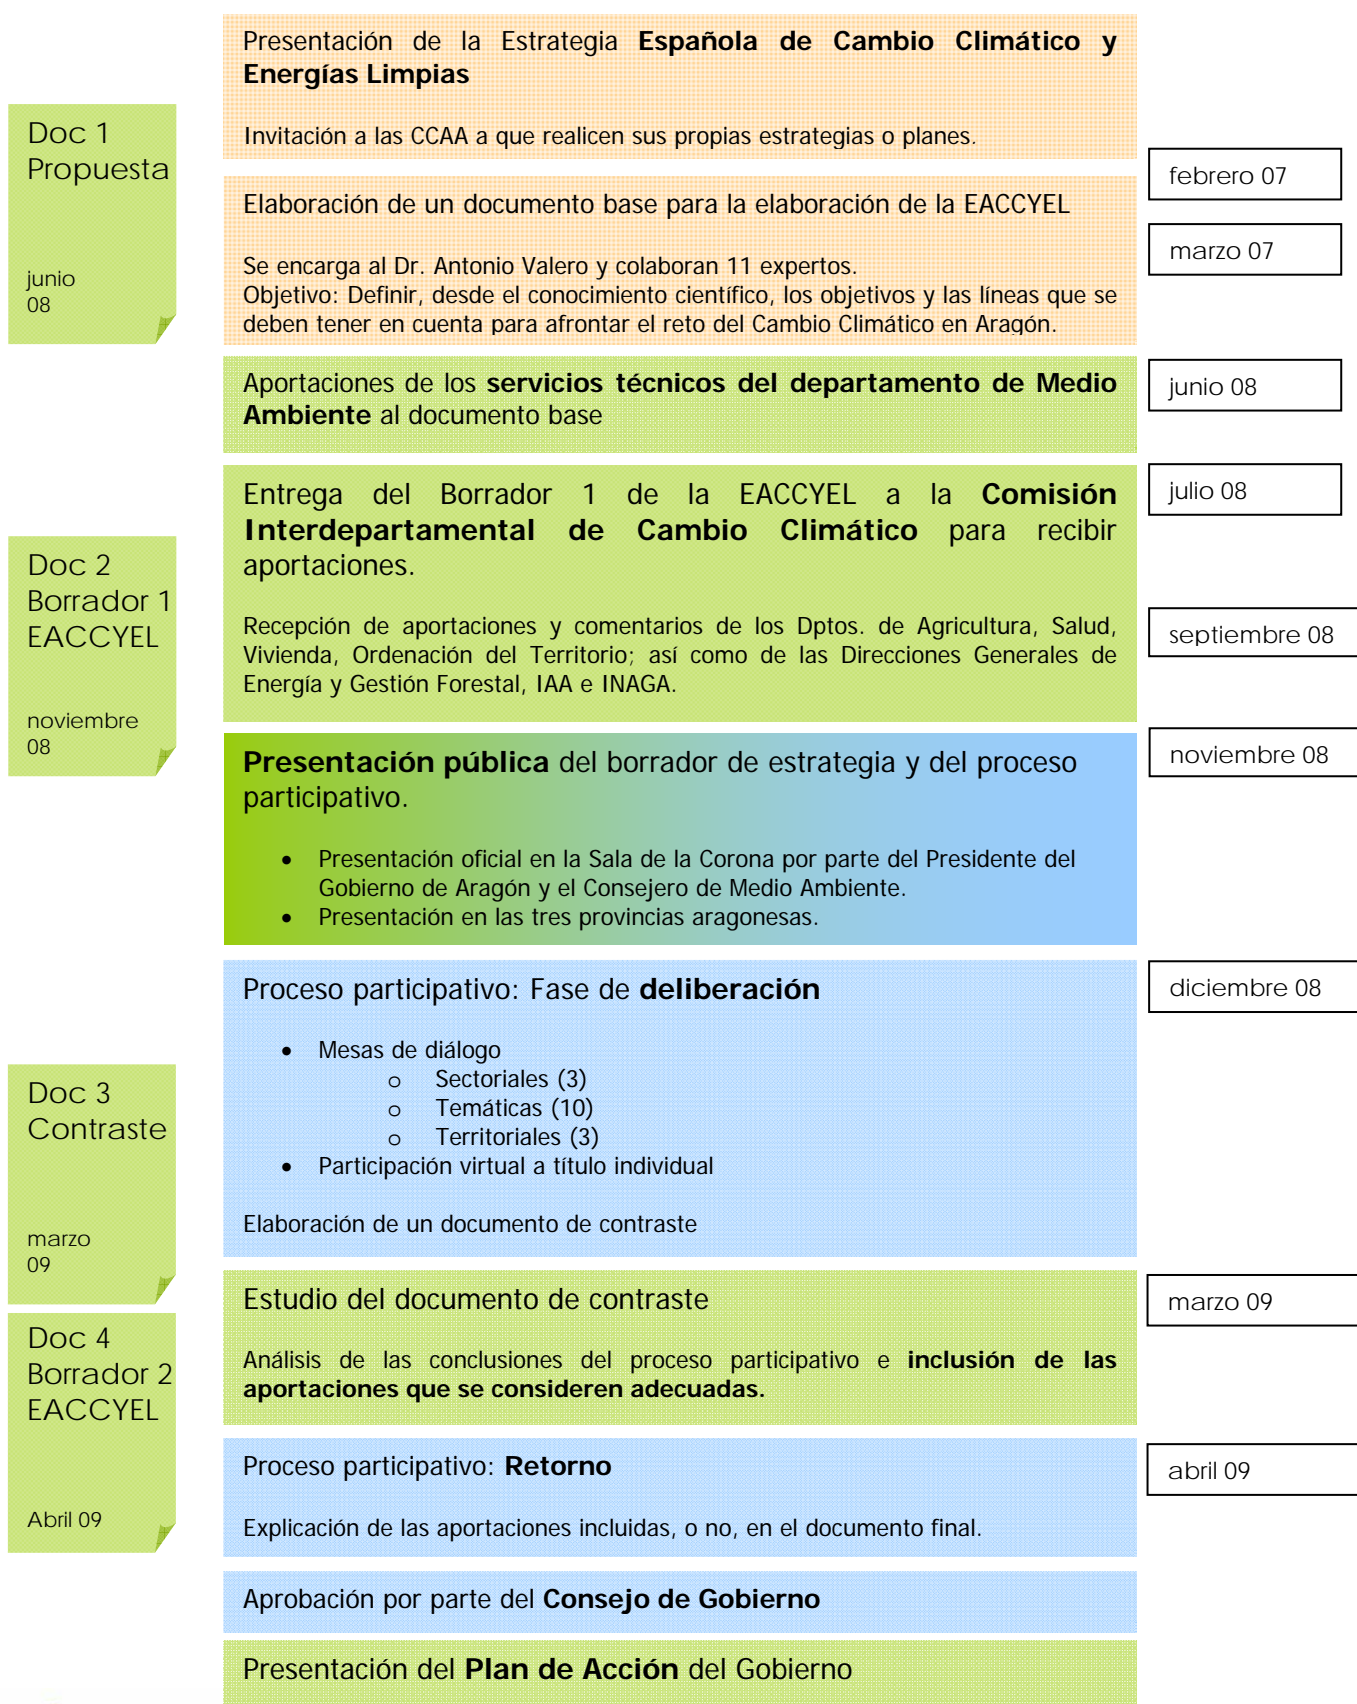 Presentación de la Estrategia Española de Cambio Climático y
Energías Limpias
Invitación a las CCAA a que realicen sus propias estrategias o planes.
Doc 1
Propuesta
junio
08
febrero 07
Elaboración de un documento base para la elaboración de la EACCYEL
marzo 07
Se encarga al Dr. Antonio Valero y colaboran 11 expertos.
Objetivo: Definir, desde el conocimiento científico, los objetivos y las líneas que se
deben tener en cuenta para afrontar el reto del Cambio Climático en Aragón.
Aportaciones de los servicios técnicos del departamento de Medio
Ambiente al documento base
junio 08
Entrega del Borrador 1 de la EACCYEL a la Comisión
Interdepartamental de Cambio Climático para recibir
aportaciones.
julio 08
Doc 2
Borrador 1
EACCYEL
noviembre
08
Recepción de aportaciones y comentarios de los Dptos. de Agricultura, Salud,
Vivienda, Ordenación del Territorio; así como de las Direcciones Generales de
Energía y Gestión Forestal, IAA e INAGA.
septiembre 08
Presentación pública del borrador de estrategia y del proceso
participativo.
noviembre 08
• Presentación oficial en la Sala de la Corona por parte del Presidente del
Gobierno de Aragón y el Consejero de Medio Ambiente.
• Presentación en las tres provincias aragonesas.
Proceso participativo: Fase de deliberación
diciembre 08
• Mesas de diálogo
o Sectoriales (3)
o Temáticas (10)
o Territoriales (3)
• Participación virtual a título individual
Elaboración de un documento de contraste
Doc 3
Contraste
marzo
09
Estudio del documento de contraste
marzo 09
Análisis de las conclusiones del proceso participativo e inclusión de las
aportaciones que se consideren adecuadas.
Doc 4
Borrador 2
EACCYEL
Abril 09
Proceso participativo: Retorno
abril 09
Explicación de las aportaciones incluidas, o no, en el documento final.
Aprobación por parte del Consejo de Gobierno
Presentación del Plan de Acción del Gobierno